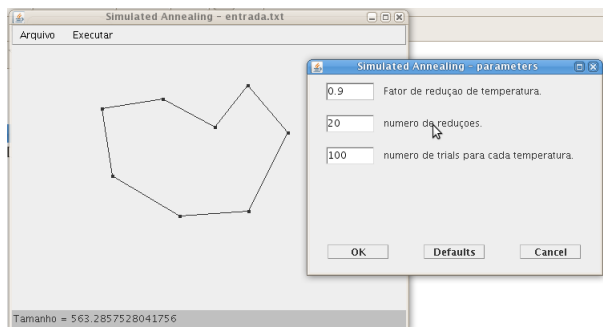 Simulated Annealing - entrada.txt
Arquivo Executar
Simulated Annealing - parameters
0.9 Fator de reduçao de temperatura.
20 numero de reduçoes.
100 numero de trials para cada temperatura.
OK Defaults Cancel
Tamanho = 563.2857528041756